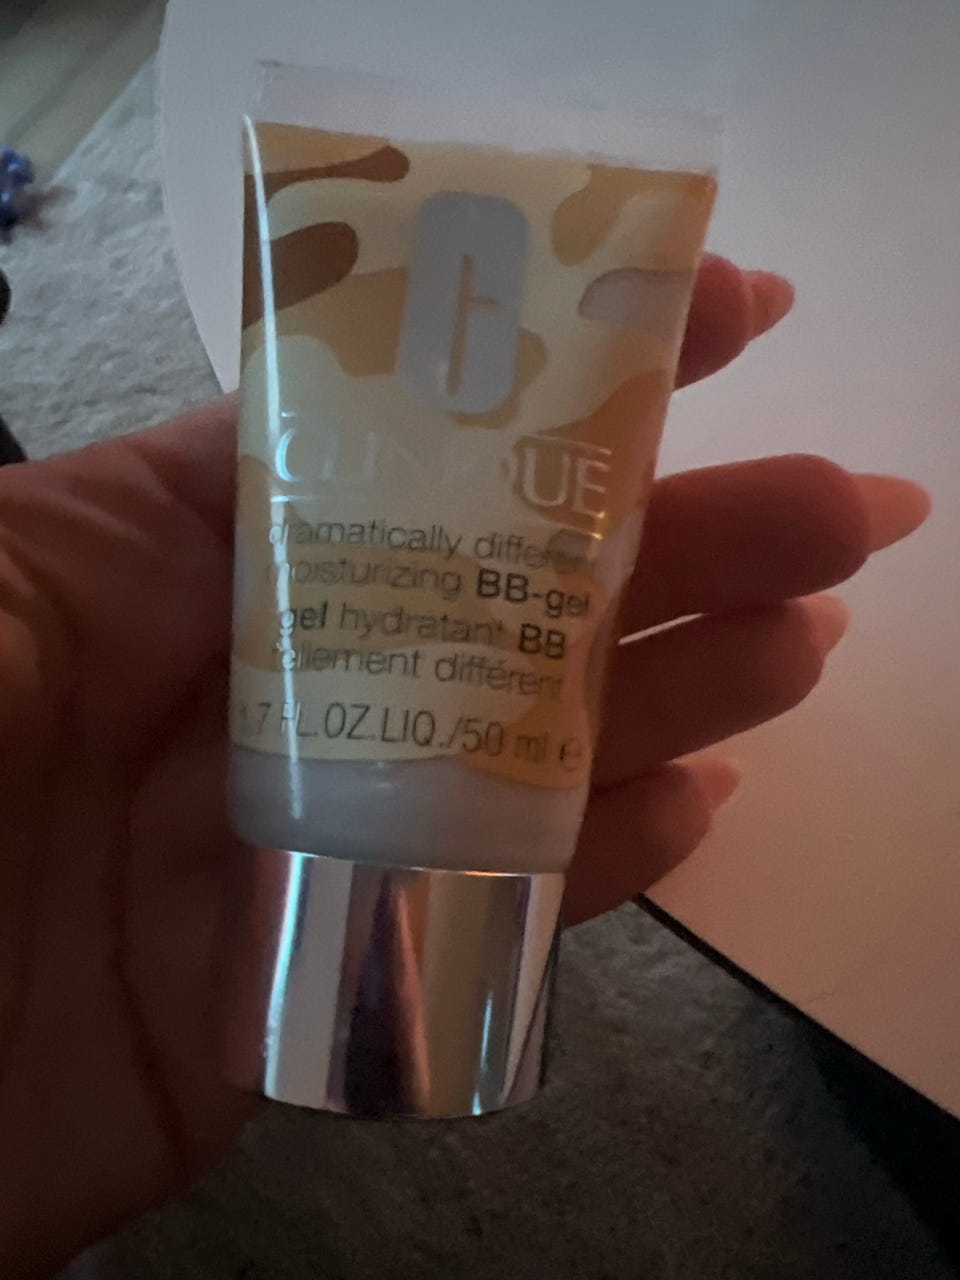 CLINIQUE
dramatically different
moisturizing BB-gel
gel hydratant BB
tellement différent
1.7 FL.OZ.LIQ./50 ml e